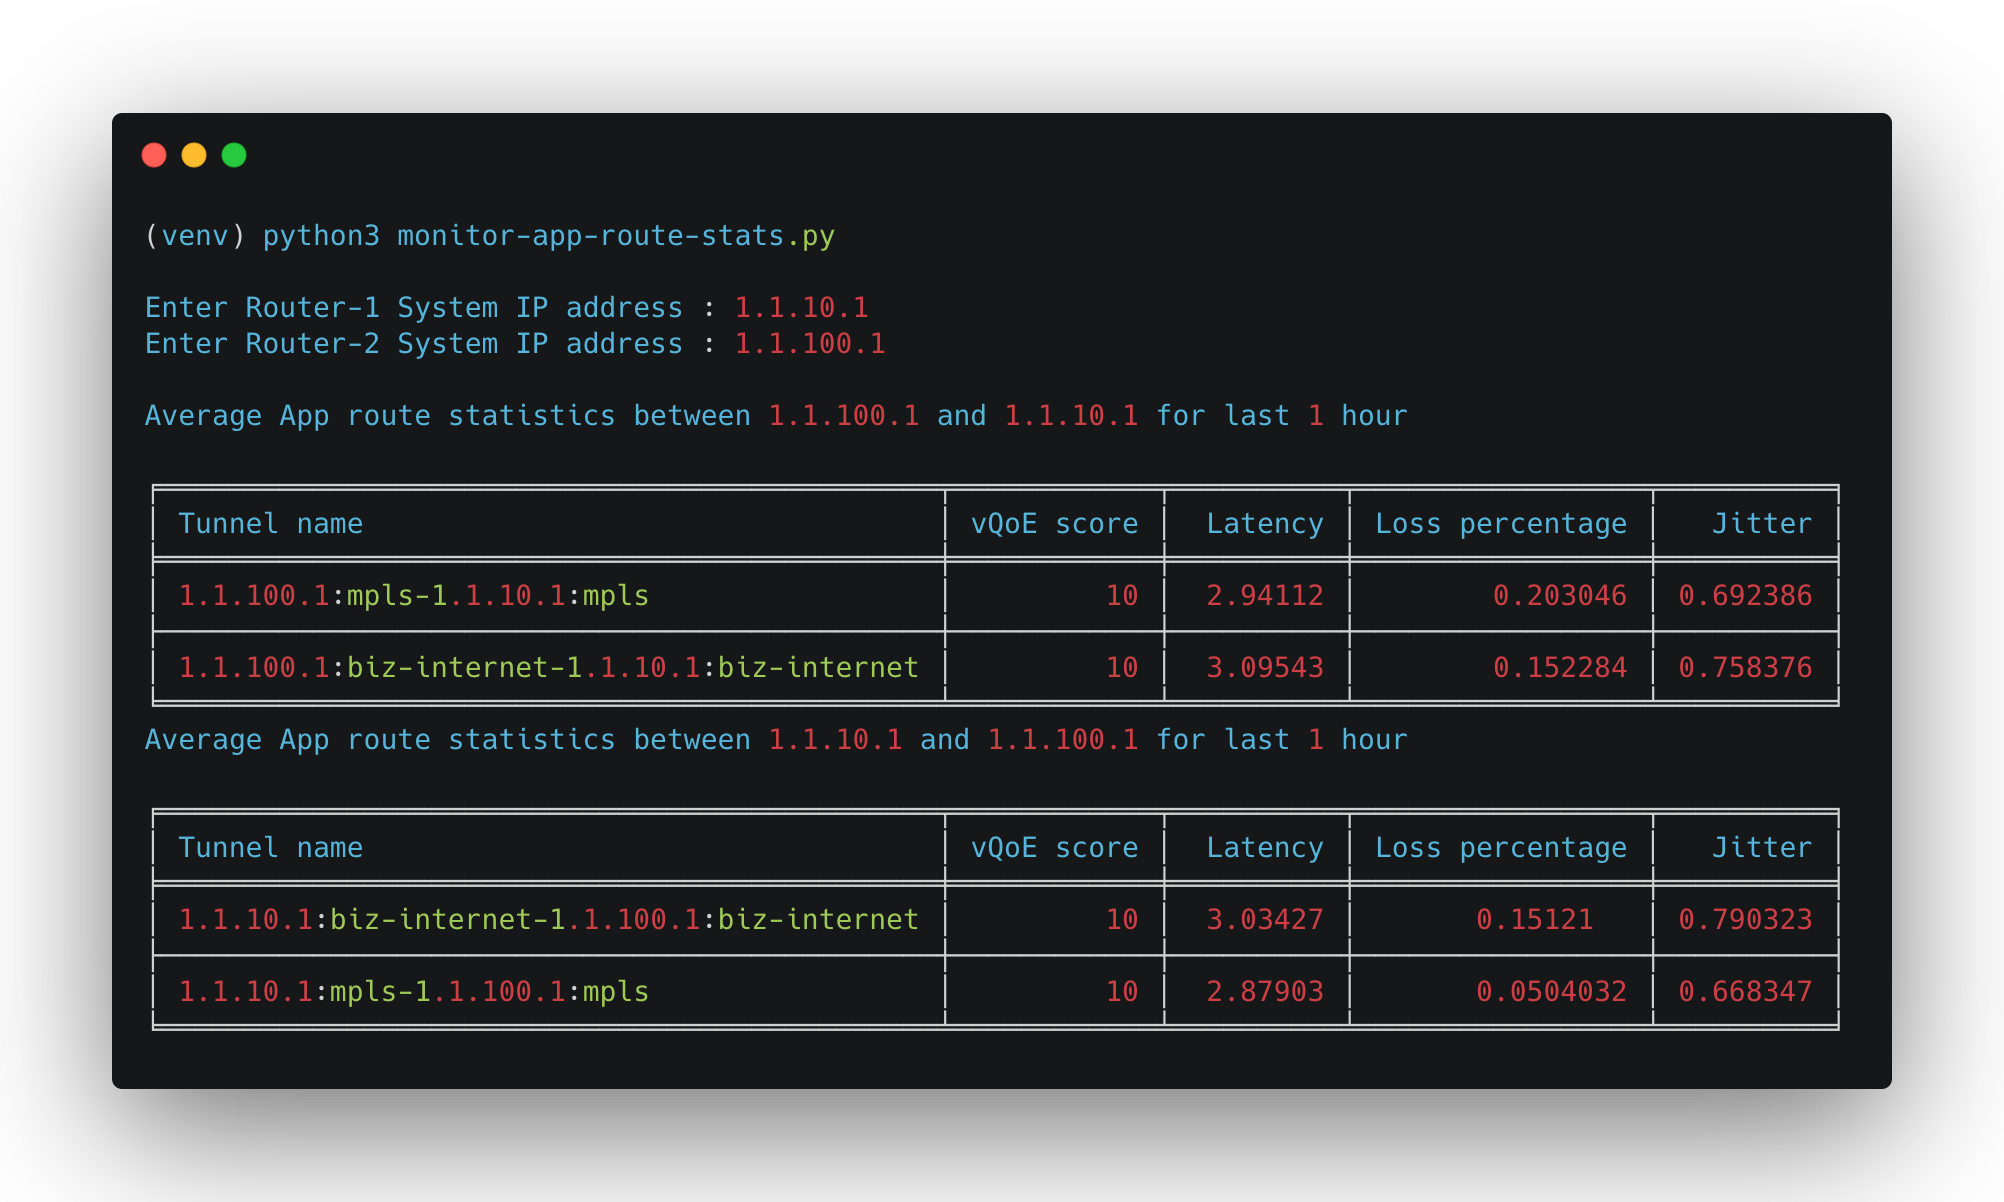 (venv) python3 monitor-app-route-stats.py
Enter Router-1 System IP address : 1.1.10.1
Enter Router-2 System IP address : 1.1.100.1
Average App route statistics between 1.1.100.1 and 1.1.10.1 for last 1 hour
Tunnel name vQoE score Latency Loss percentage Jitter
1.1.100.1:mpls-1.1.10.1:mpls 10 2.94112 0.203046 0.692386
1.1.100.1:biz-internet-1.1.10.1:biz-internet 10 3.09543 0.152284 0.758376
Average App route statistics between 1.1.10.1 and 1.1.100.1 for last 1 hour
Tunnel name vQoE score Latency Loss percentage Jitter
1.1.10.1:biz-internet-1.1.100.1:biz-internet 10 3.03427 0.15121 0.790323
1.1.10.1:mpls-1.1.100.1:mpls 10 2.87903 0.0504032 0.668347